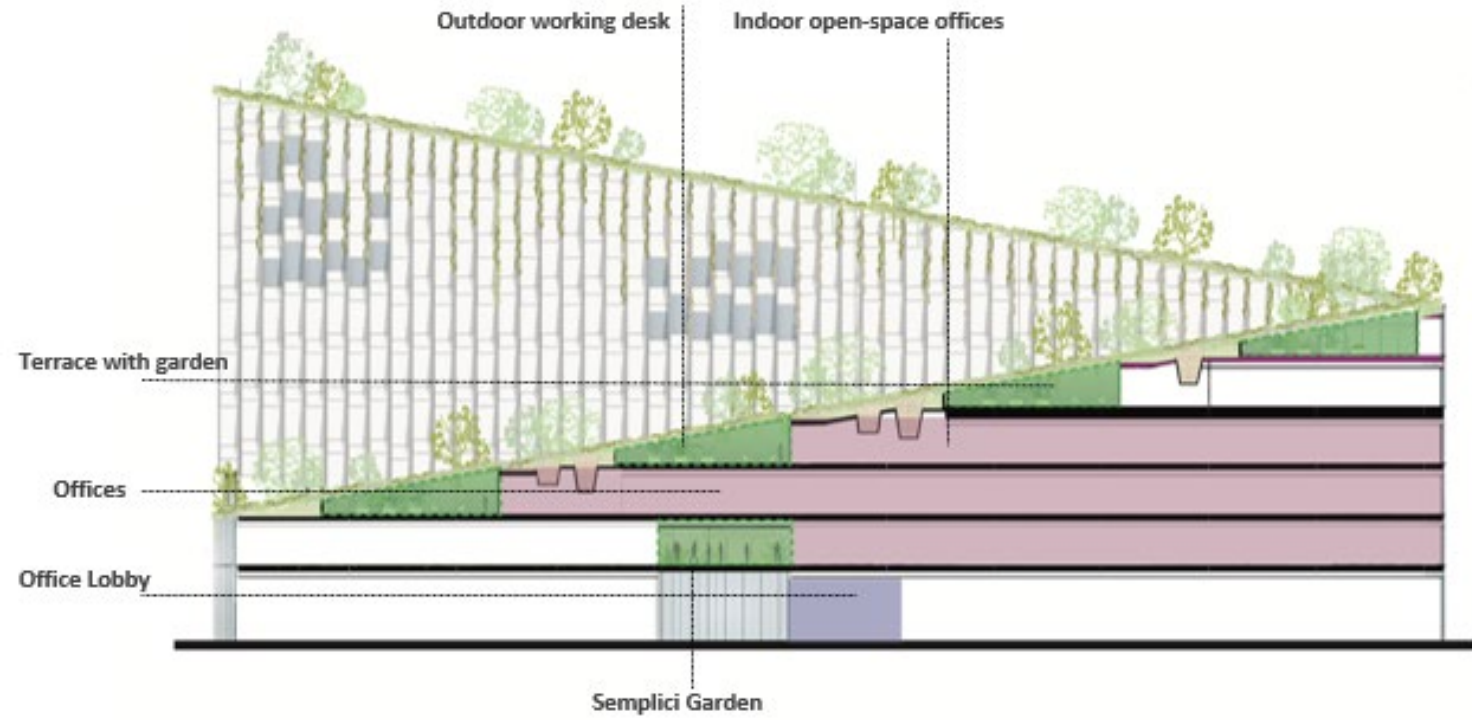 Outdoor working desk
Indoor open-space offices
Terrace with garden
Offices
Office Lobby
Semplici Garden